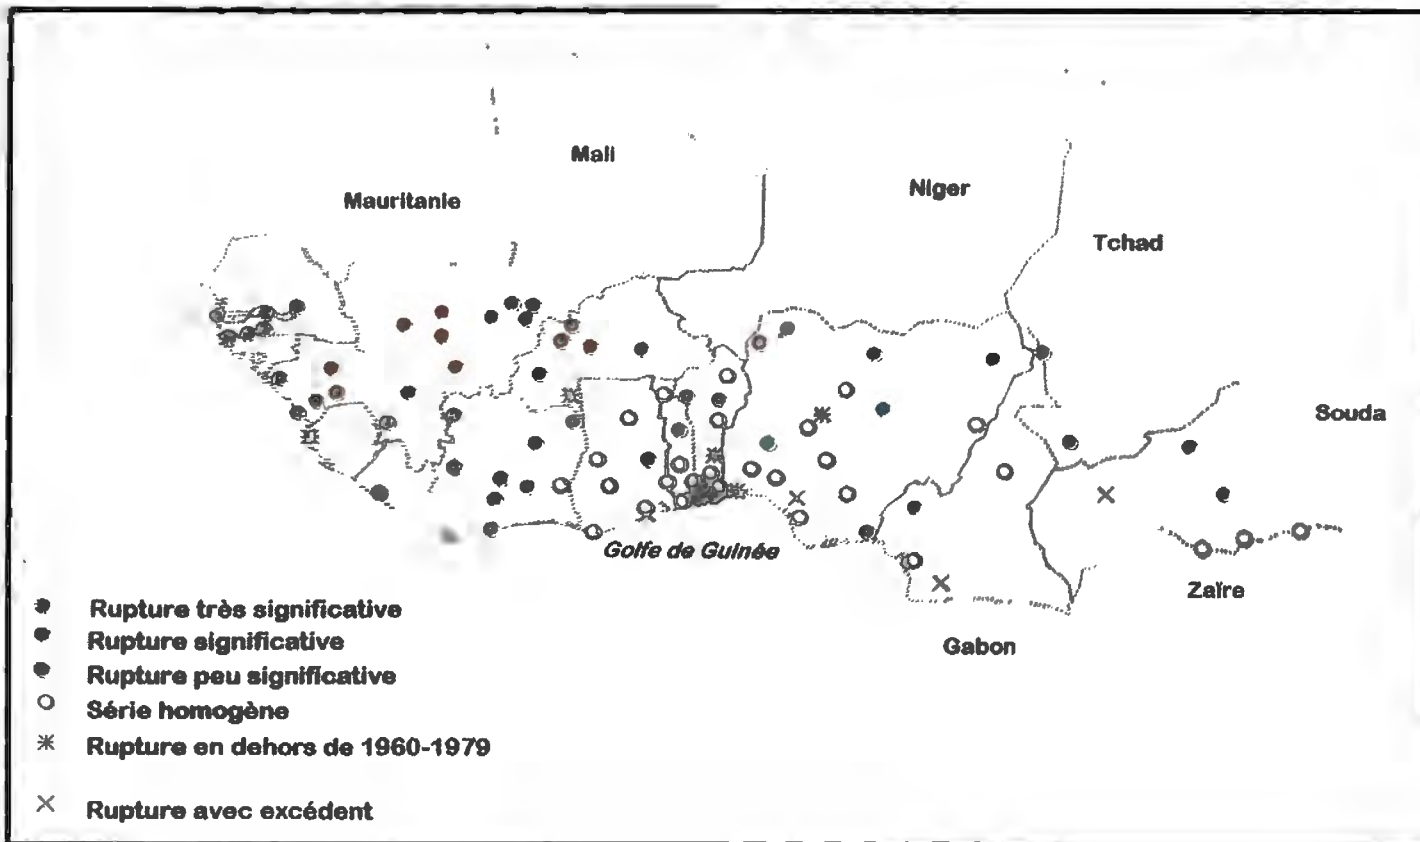 Mali
Mauritanie
Niger
Tchad
Souda
Golfe de Guinée
Zaïre
Gabon
Rupture très significative
Rupture significative
Rupture peu significative
Série homogène
Rupture en dehors de 1960-1979
Rupture avec excédent